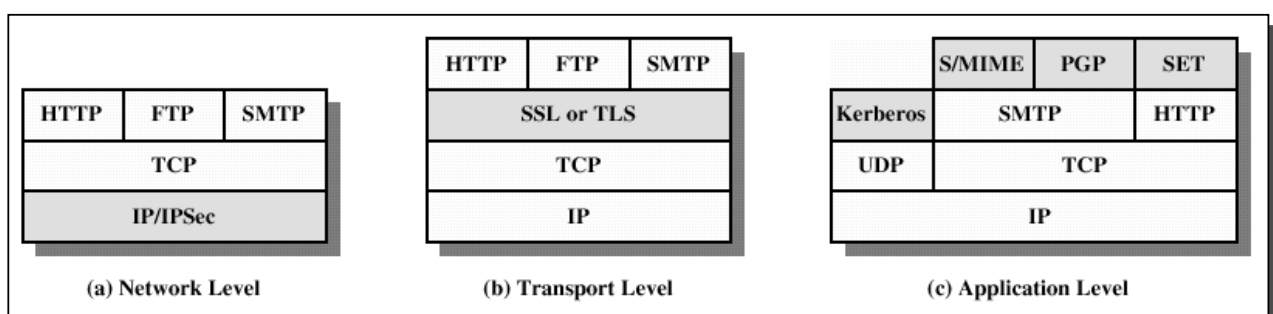 HTTP FTP SMTP
TCP
IP/IPSec
(a) Network Level
HTTP FTP SMTP
SSL or TLS
TCP
IP
(b) Transport Level
S/MIME PGP SET
Kerberos SMTP HTTP
UDP TCP
IP
(c) Application Level